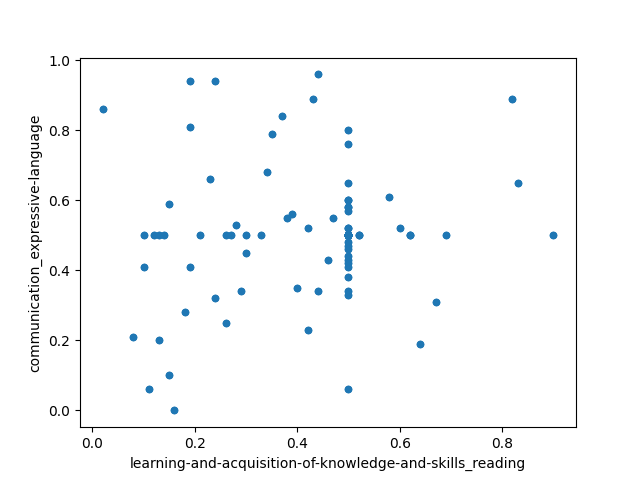 1.0
0.8
0.6
0.4
0.2
0.0
communication_expressive-language
0.0 0.2 0.4 0.6 0.8
learning-and-acquisition-of-knowledge-and-skills_reading